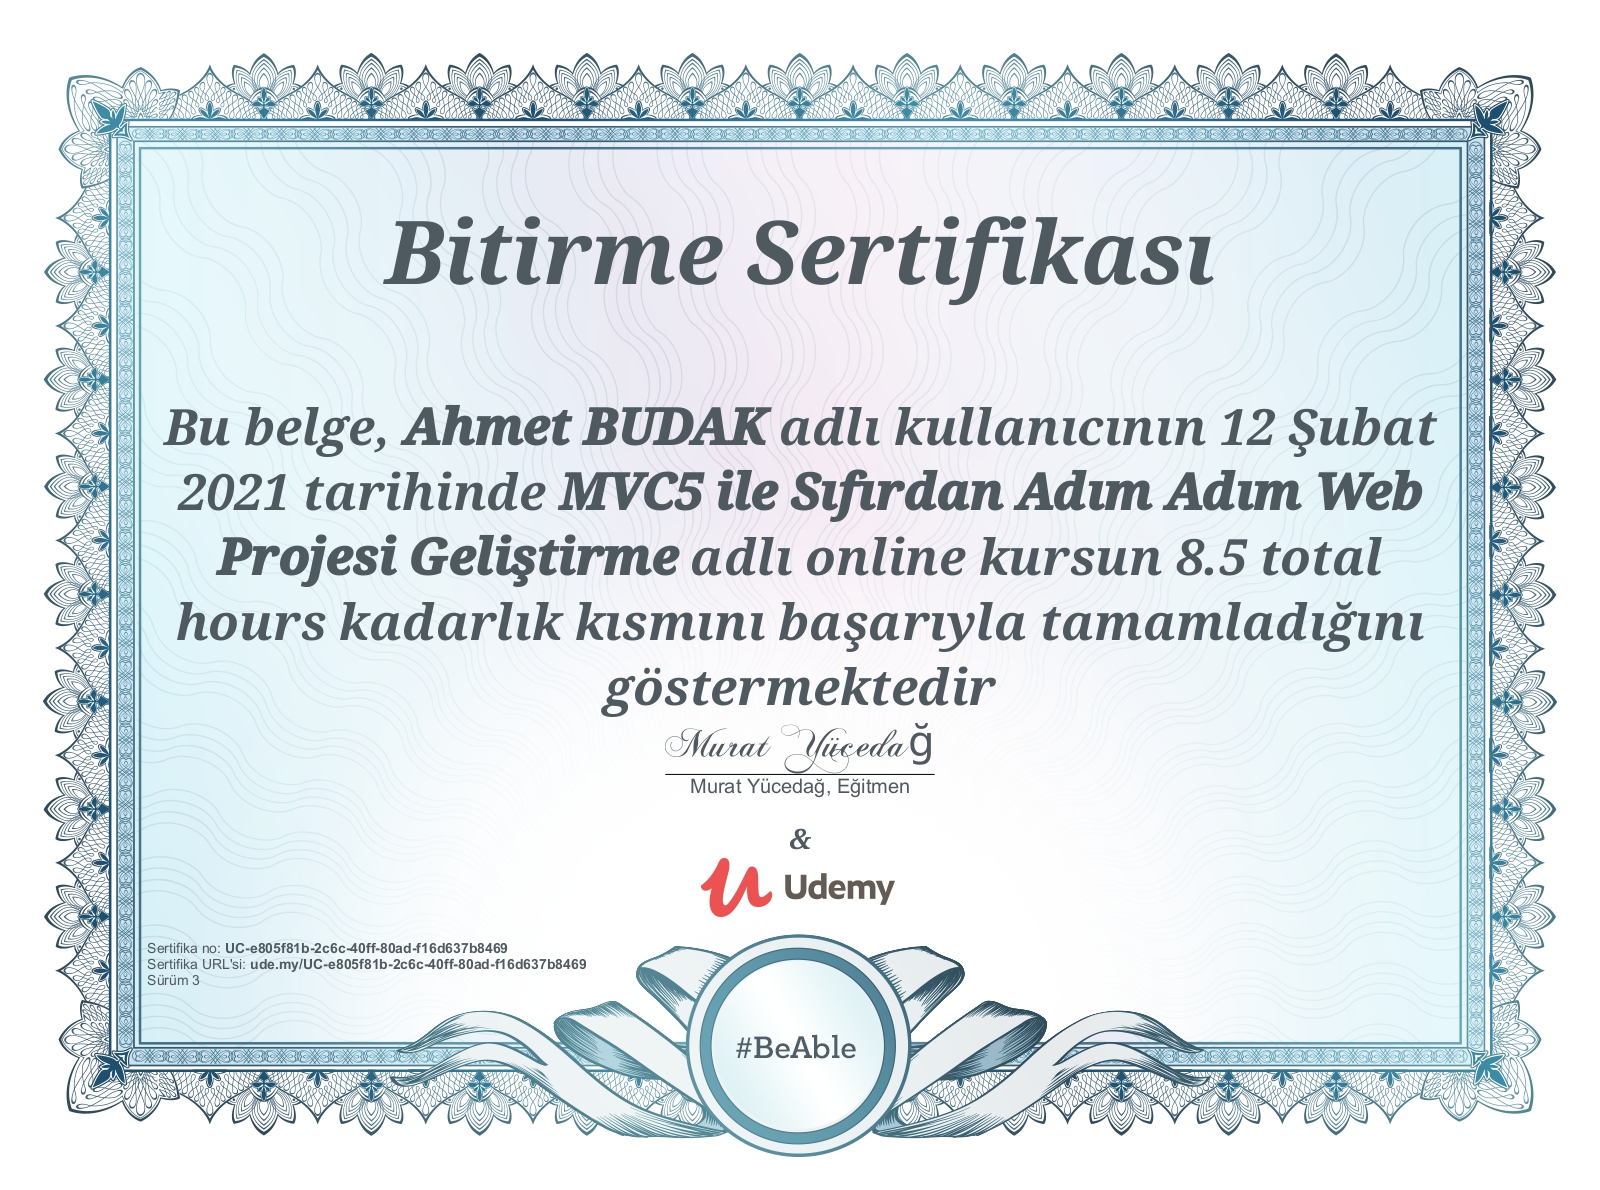 Bitirme Sertifikası
Bu belge, Ahmet BUDAK adlı kullanıcının 12 Şubat
2021 tarihinde MVC5 ile Sıfırdan Adım Adım Web
Projesi Geliştirme adlı online kursun 8.5 total
hours kadarlık kısmını başarıyla tamamladığını
göstermektedir
Murat Yücedağ
Murat Yücedağ, Eğitmen
&
Udemy
Sertifika no: UC-e805f81b-2c6c-40ff-80ad-f16d637b8469
Sertifika URL'si: ude.my/UC-e805f81b-2c6c-40ff-80ad-f16d637b8469
Sürüm 3
#BeAble